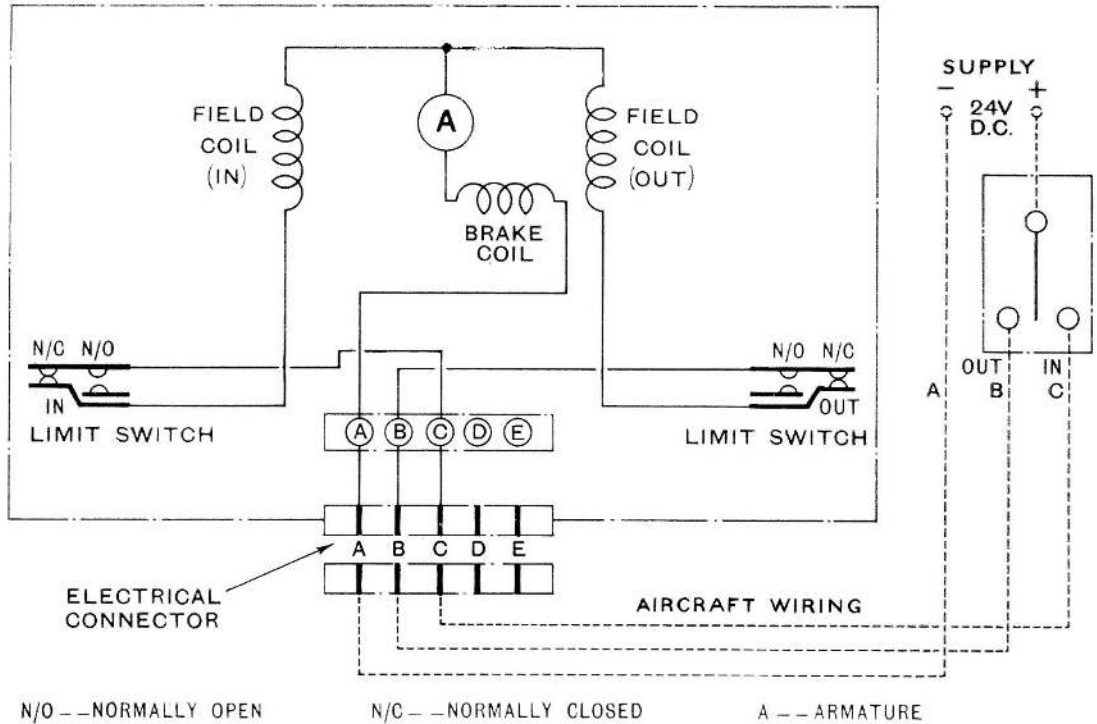 SUPPLY
- +
24V
D.C.
FIELD
COIL
(IN)
A
FIELD
COIL
(OUT)
BRAKE
COIL
N/C N/O
IN
LIMIT SWITCH
N/O N/C
OUT
LIMIT SWITCH
OUT IN
A B C
A B C D E
A B C D E
ELECTRICAL
CONNECTOR
AIRCRAFT WIRING
N/O -- NORMALLY OPEN
N/C -- NORMALLY CLOSED
A -- ARMATURE